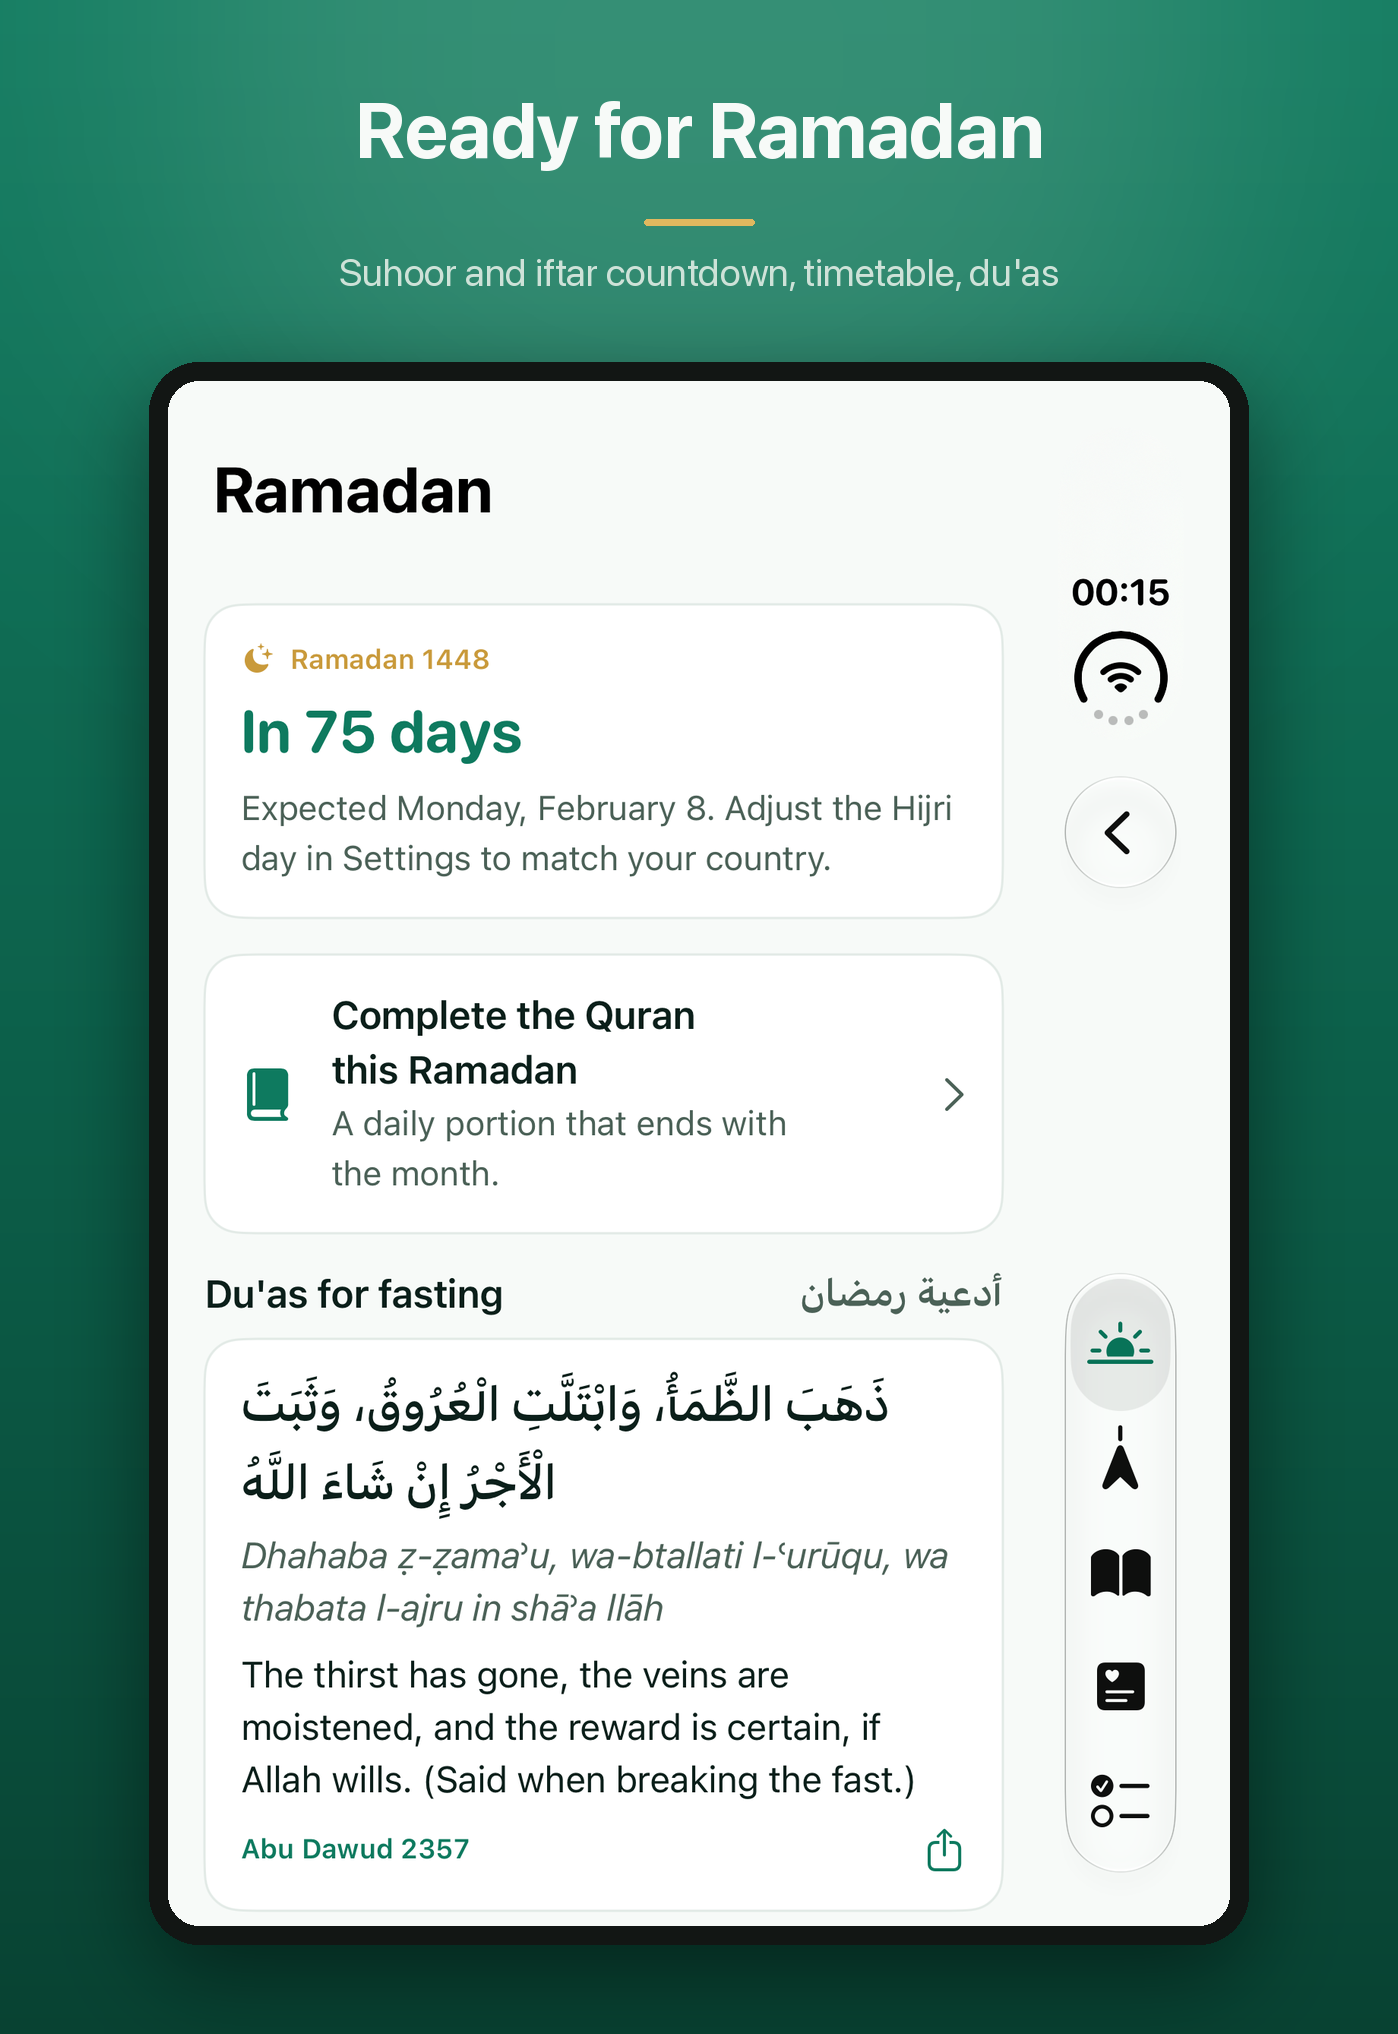 Ready for Ramadan
Suhoor and iftar countdown, timetable, du'as
Ramadan
00:15
Ramadan 1448
In 75 days
Expected Monday, February 8. Adjust the Hijri
day in Settings to match your country.
Complete the Quran
this Ramadan
A daily portion that ends with
the month.
Du'as for fasting
أدعية رمضان
ذَهَبَ الظَّمَأُ، وَابْتَلَّتِ الْعُرُوقُ، وَثَبَتَ
الْأَجْرُ إِنْ شَاءَ اللَّهُ
Dhahaba ẓ-ẓamaʾu, wa-btallati l-ʿurūqu, wa
thabata l-ajru in shāʾa llāh
The thirst has gone, the veins are
moistened, and the reward is certain, if
Allah wills. (Said when breaking the fast.)
Abu Dawud 2357